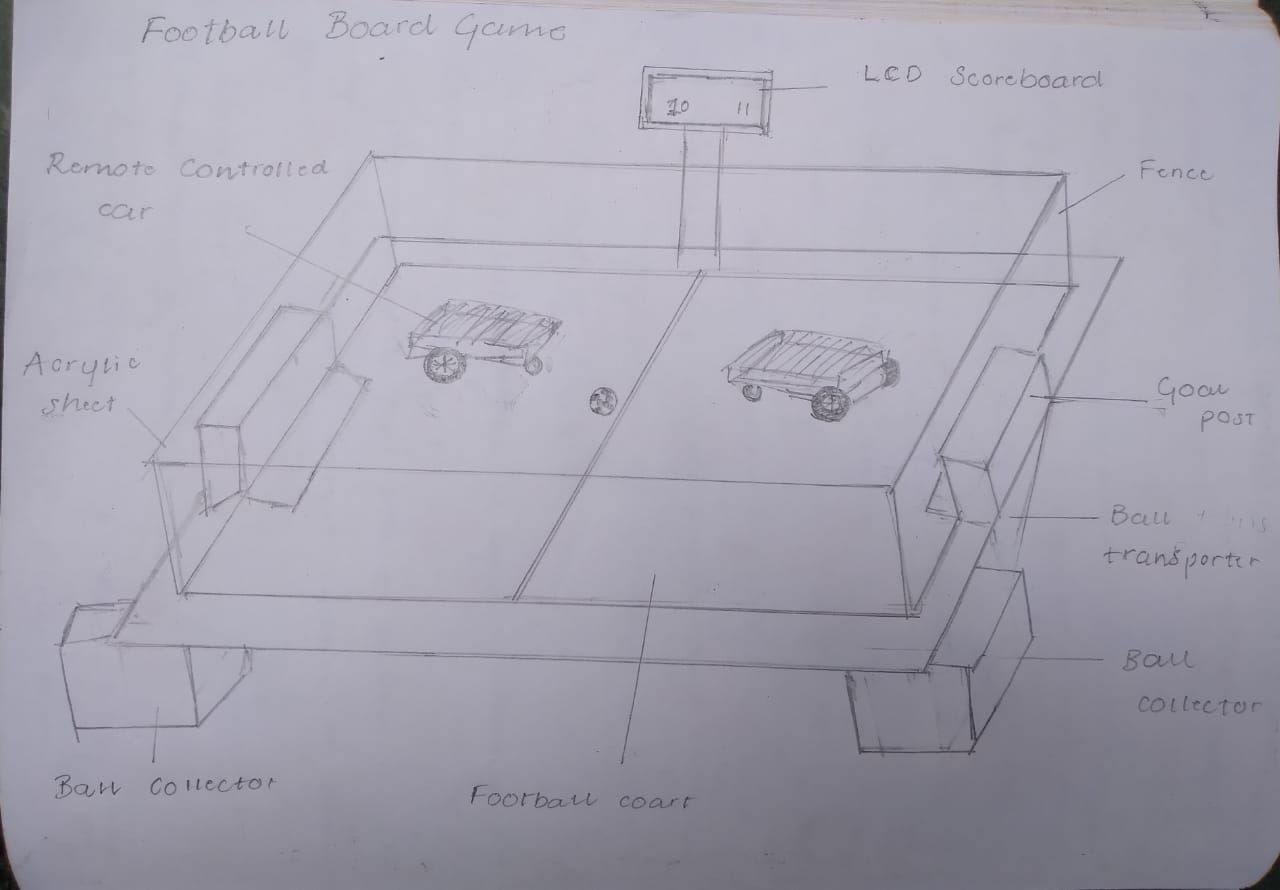 Football Board Game
LCD Scoreboard
10 11
Remote Controlled
car
Fence
Acrylic
sheet
Goal
post
Ball
transporter
Ball
collector
Ball collector
Football coart